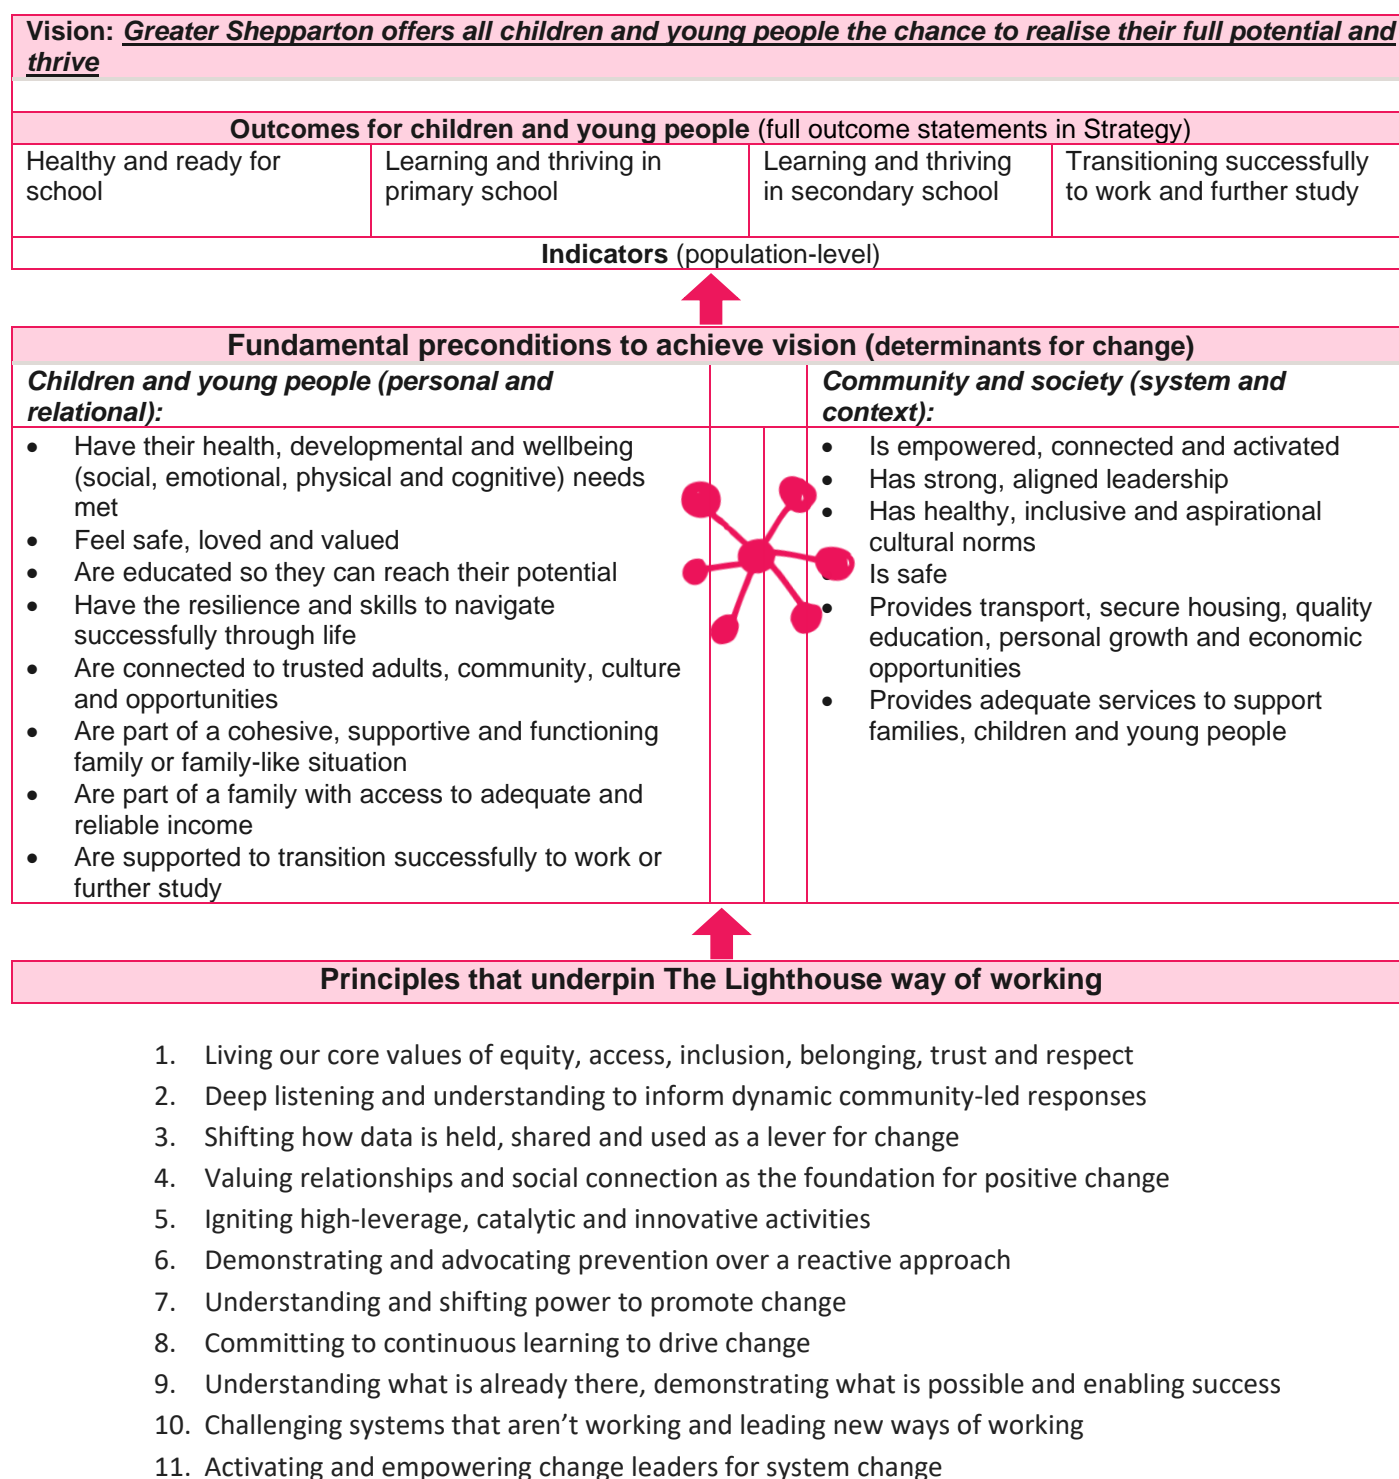 Vision: Greater Shepparton offers all children and young people the chance to realise their full potential and
thrive
Outcomes for children and young people (full outcome statements in Strategy)
Healthy and ready for
school
Learning and thriving in
primary school
Learning and thriving
in secondary school
Transitioning successfully
to work and further study
Indicators (population-level)
Fundamental preconditions to achieve vision (determinants for change)
Children and young people (personal and
relational):
• Have their health, developmental and wellbeing
(social, emotional, physical and cognitive) needs
met
• Feel safe, loved and valued
• Are educated so they can reach their potential
• Have the resilience and skills to navigate
successfully through life
• Are connected to trusted adults, community, culture
and opportunities
• Are part of a cohesive, supportive and functioning
family or family-like situation
• Are part of a family with access to adequate and
reliable income
• Are supported to transition successfully to work or
further study
Community and society (system and
context):
• Is empowered, connected and activated
• Has strong, aligned leadership
• Has healthy, inclusive and aspirational
cultural norms
• Is safe
• Provides transport, secure housing, quality
education, personal growth and economic
opportunities
• Provides adequate services to support
families, children and young people
Principles that underpin The Lighthouse way of working
1. Living our core values of equity, access, inclusion, belonging, trust and respect
2. Deep listening and understanding to inform dynamic community-led responses
3. Shifting how data is held, shared and used as a lever for change
4. Valuing relationships and social connection as the foundation for positive change
5. Igniting high-leverage, catalytic and innovative activities
6. Demonstrating and advocating prevention over a reactive approach
7. Understanding and shifting power to promote change
8. Committing to continuous learning to drive change
9. Understanding what is already there, demonstrating what is possible and enabling success
10. Challenging systems that aren't working and leading new ways of working
11. Activating and empowering change leaders for system change